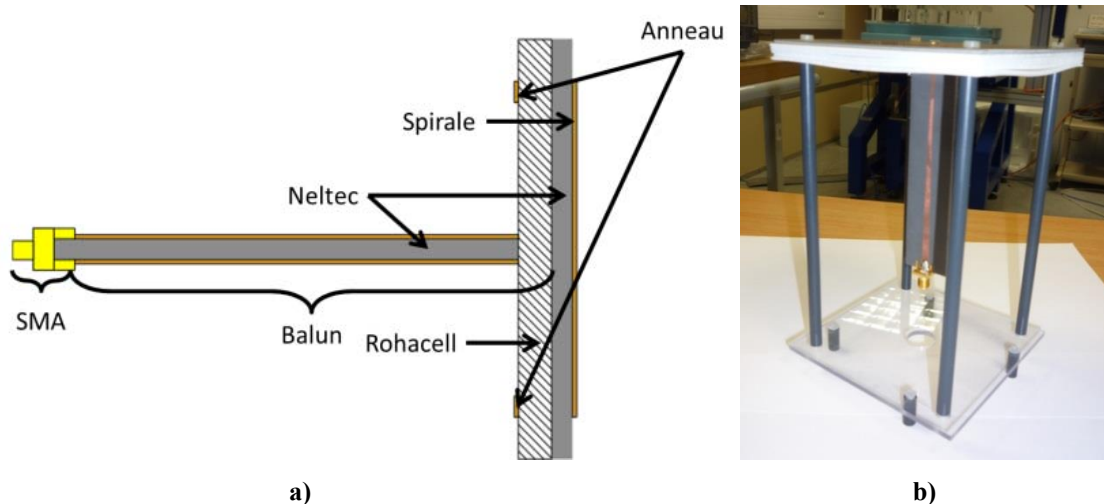 Anneau
Spirale
Neltec
SMA
Balun
Rohacell
a)
b)